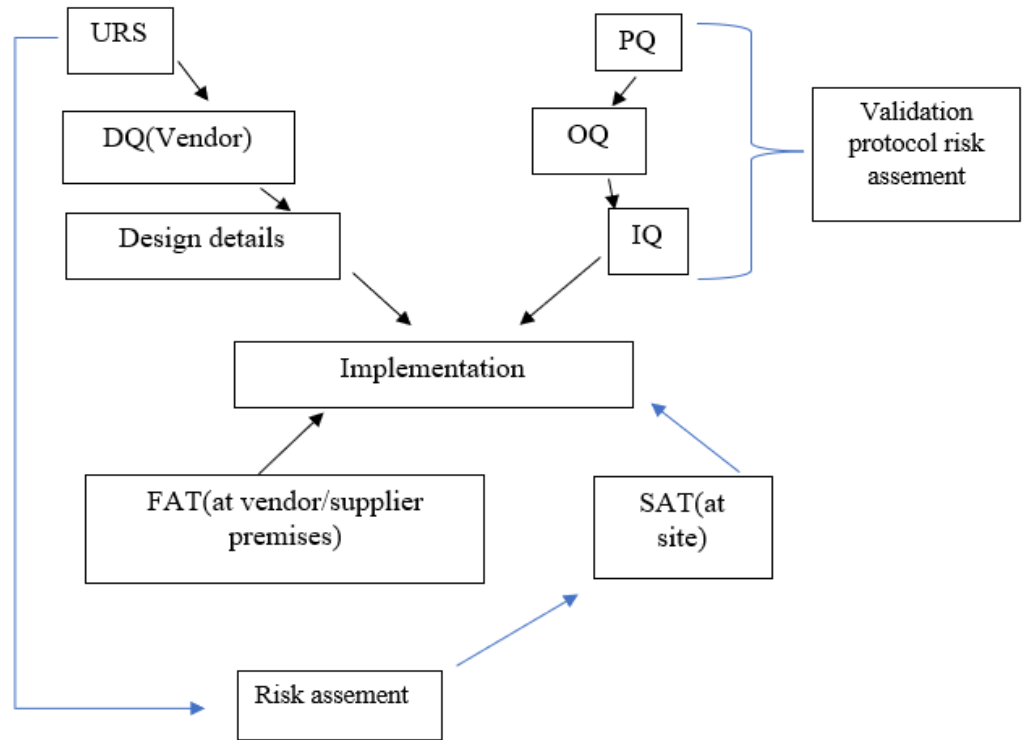 URS
PQ
DQ(Vendor)
OQ
Validation
protocol risk
assement
Design details
IQ
Implementation
FAT(at vendor/supplier
premises)
SAT(at
site)
Risk assement